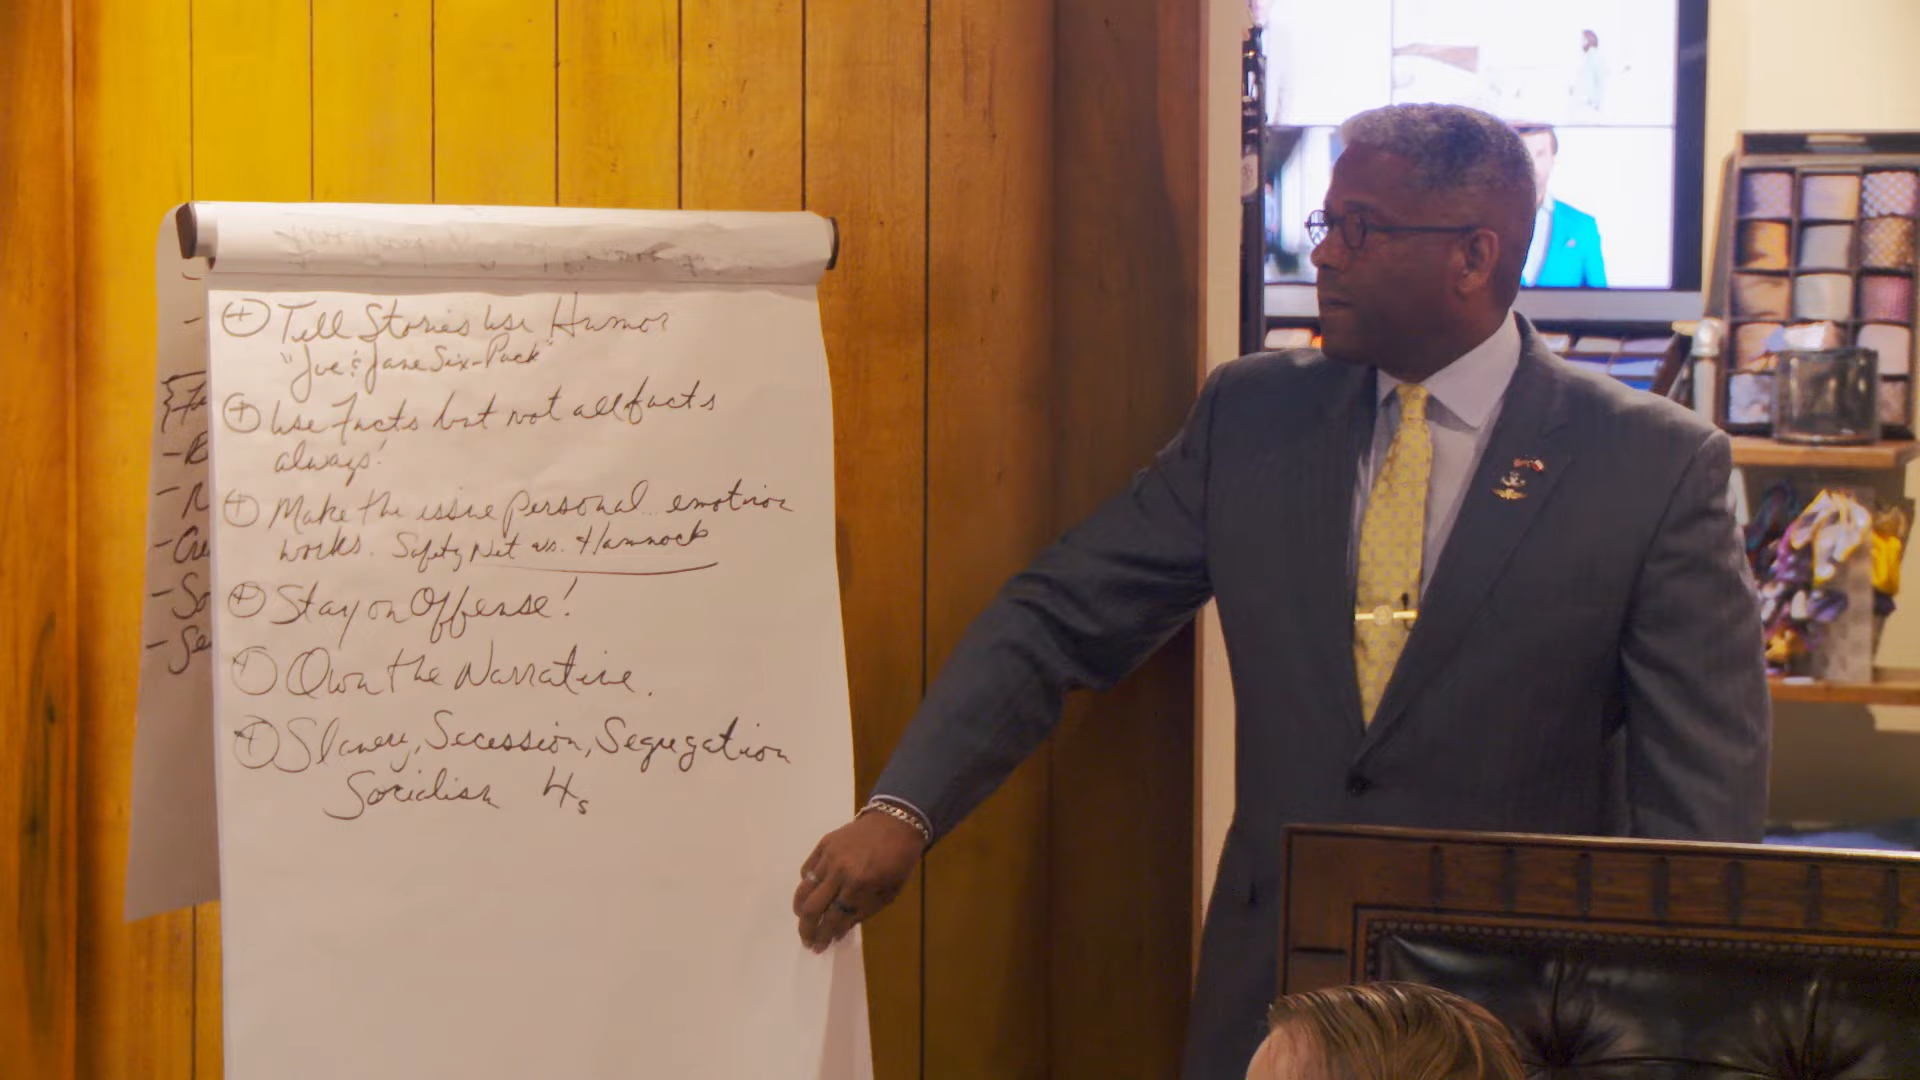 ⊕ Tell Stories Use Humor
"Joe & Jane Six-Pack"
⊕ Use Facts but not all facts
always!
⊕ Make the issue personal.. emotion
works. Safety Net vs. Hammock
⊕ Stay on Offense!
⊕ Own the Narrative.
⊕ Slavery, Secession, Segregation
Socialism 4s